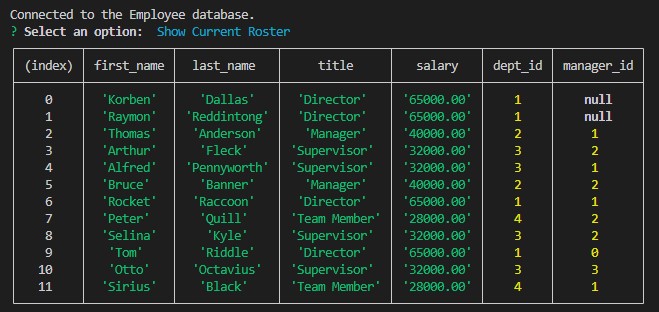 Connected to the Employee database.
? Select an option: Show Current Roster
(index) first_name last_name title salary dept_id manager_id
0 'Korben' 'Dallas' 'Director' '65000.00' 1 null
1 'Raymon' 'Reddintong' 'Director' '65000.00' 1 null
2 'Thomas' 'Anderson' 'Manager' '40000.00' 2 1
3 'Arthur' 'Fleck' 'Supervisor' '32000.00' 3 2
4 'Alfred' 'Pennyworth' 'Supervisor' '32000.00' 3 1
5 'Bruce' 'Banner' 'Manager' '40000.00' 2 2
6 'Rocket' 'Raccoon' 'Director' '65000.00' 1 1
7 'Peter' 'Quill' 'Team Member' '28000.00' 4 2
8 'Selina' 'Kyle' 'Supervisor' '32000.00' 3 2
9 'Tom' 'Riddle' 'Director' '65000.00' 1 0
10 'Otto' 'Octavius' 'Supervisor' '32000.00' 3 3
11 'Sirius' 'Black' 'Team Member' '28000.00' 4 1